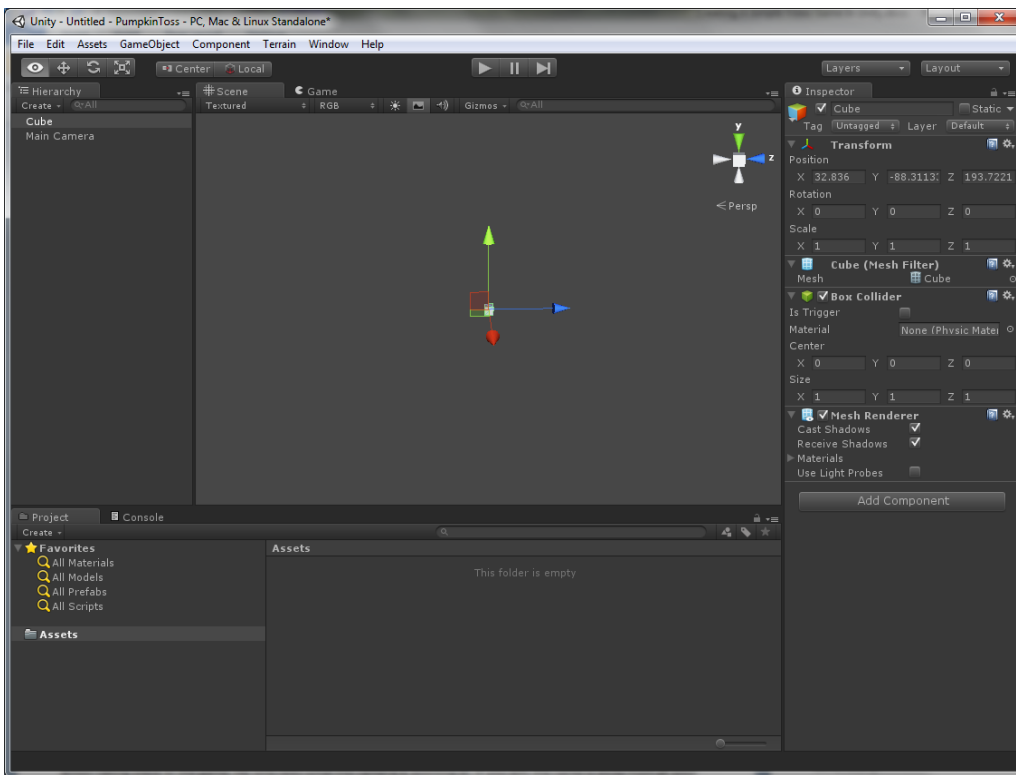 Unity - Untitled - PumpkinToss - PC, Mac & Linux Standalone*
File Edit Assets GameObject Component Terrain Window Help
Center Local
Layers Layout
Hierarchy
Create All
Cube
Main Camera
Scene Game
Textured RGB Gizmos All
y
z
Persp
Inspector
Cube Static
Tag Untagged Layer Default
Transform
Position
X 32.836 Y -88.3113 Z 193.7221
Rotation
X 0 Y 0 Z 0
Scale
X 1 Y 1 Z 1
Cube (Mesh Filter)
Mesh Cube
Box Collider
Is Trigger
Material None (Physic Mater
Center
X 0 Y 0 Z 0
Size
X 1 Y 1 Z 1
Mesh Renderer
Cast Shadows
Receive Shadows
Materials
Use Light Probes
Add Component
Project Console
Create
Favorites
All Materials
All Models
All Prefabs
All Scripts
Assets
Assets
This folder is empty